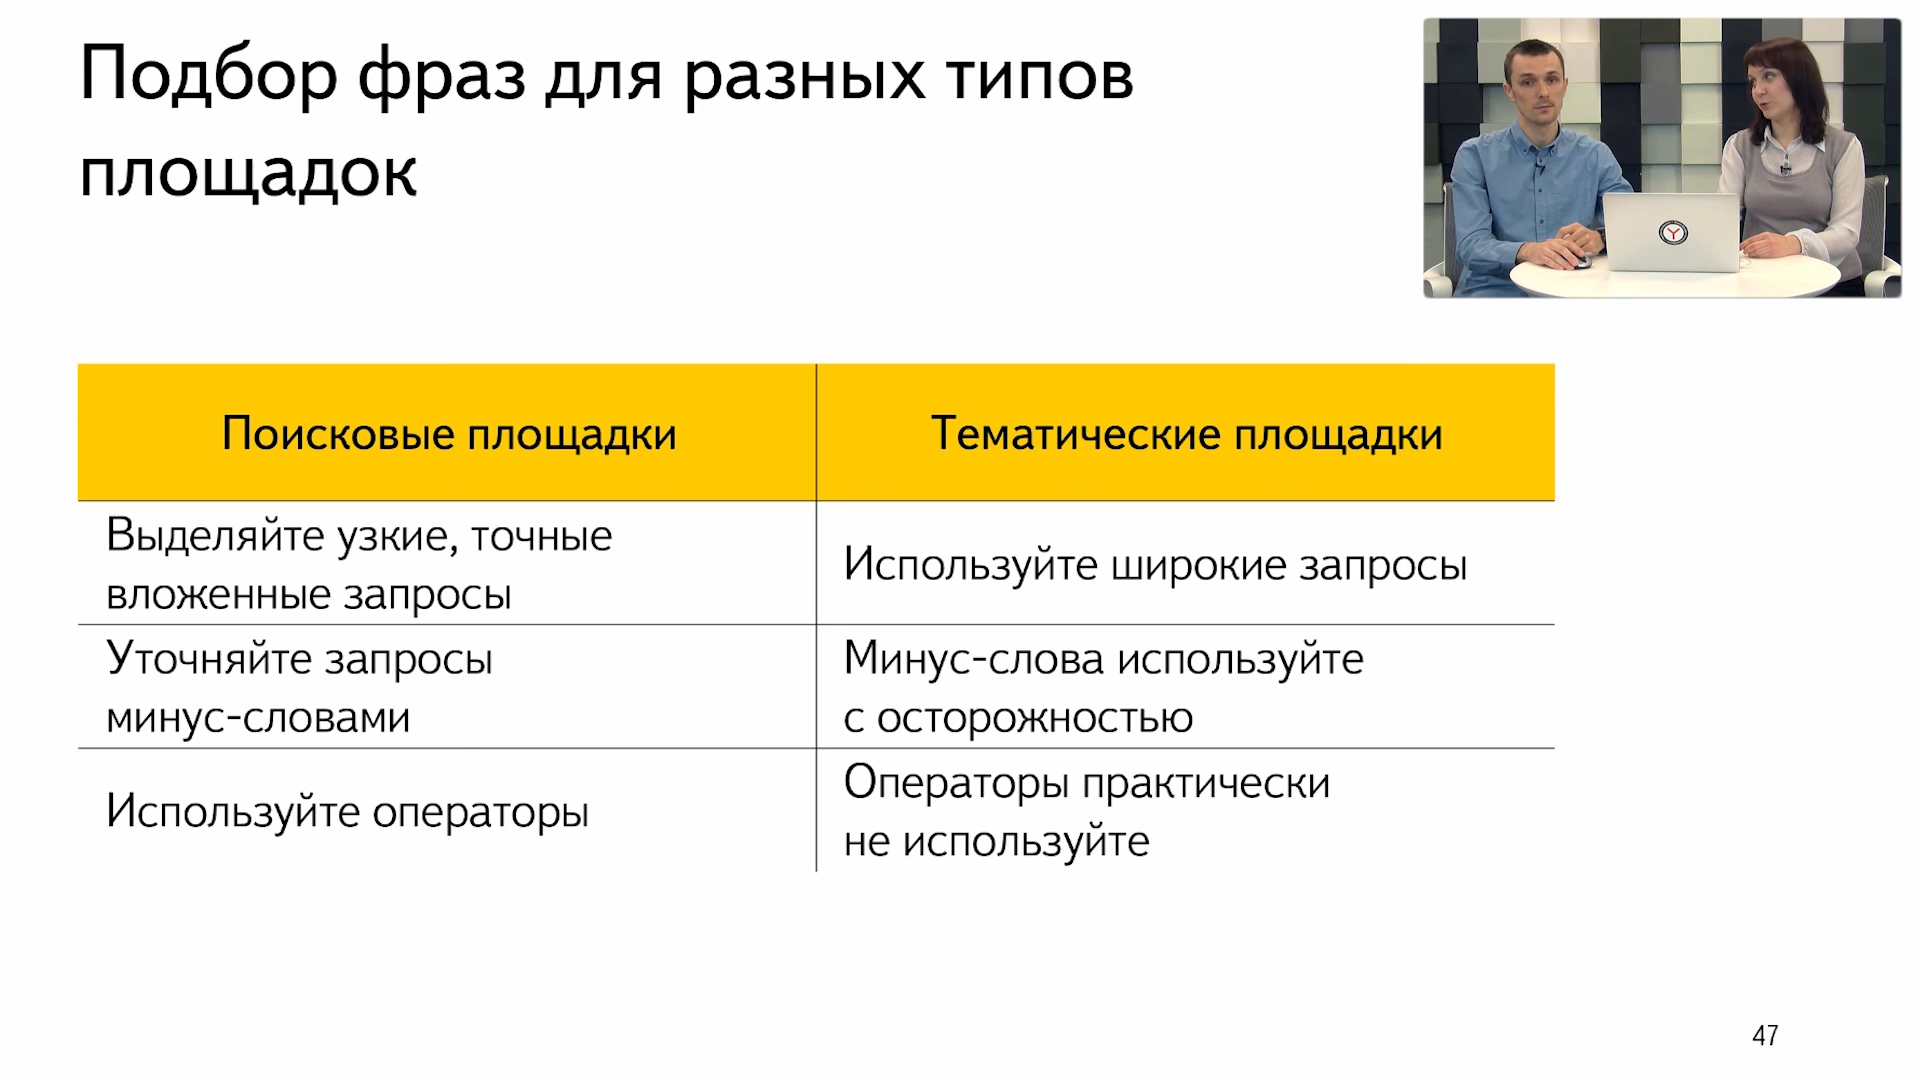 Подбор фраз для разных типов
площадок
Поисковые площадки
Тематические площадки
Выделяйте узкие, точные
вложенные запросы
Используйте широкие запросы
Уточняйте запросы
минус-словами
Минус-слова используйте
с осторожностью
Используйте операторы
Операторы практически
не используйте
47